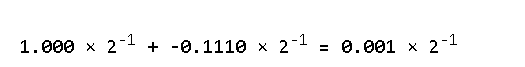 1.000 × 2⁻¹ + -0.1110 × 2⁻¹ = 0.001 × 2⁻¹